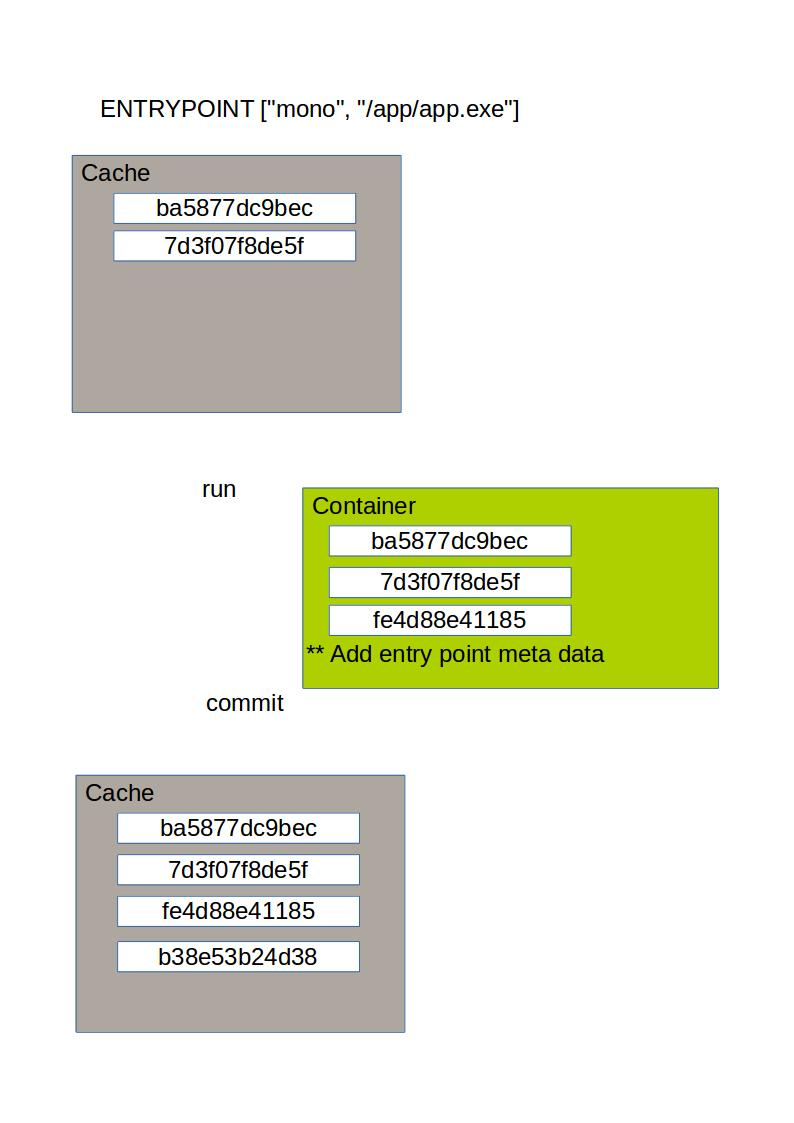 ENTRYPOINT ["mono", "/app/app.exe"]
Cache
ba5877dc9bec
7d3f07f8de5f
run
Container
ba5877dc9bec
7d3f07f8de5f
fe4d88e41185
** Add entry point meta data
commit
Cache
ba5877dc9bec
7d3f07f8de5f
fe4d88e41185
b38e53b24d38